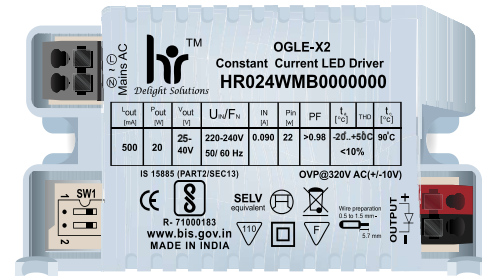 Mains AC
N
L
hr
TM
Delight Solutions
OGLE-X2
Constant Current LED Driver
HR024WMB0000000
Iout [mA] Pout [W] Vout [V] UIN/FN IN [A] Pin [w] PF ta [°C] THD tc [°C]
500 20 25-40V 220-240V 50/ 60 Hz 0.090 22 >0.98 -20°..+50°C <10% 90°C
IS 15885 (PART2/SEC13)
OVP@320V AC(+/-10V)
1 SW1
2
CE
R- 71000183
www.bis.gov.in
MADE IN INDIA
SELV
equivalent
110
F
Wire preparation
0.5 to 1.5 mm
5.7 mm
OUTPUT
+
-